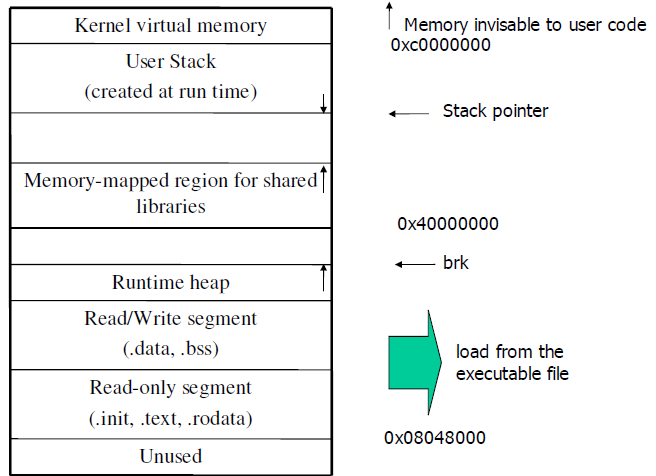 Kernel virtual memory
Memory invisable to user code
0xc0000000
User Stack
(created at run time)
Stack pointer
Memory-mapped region for shared
libraries
0x40000000
brk
Runtime heap
Read/Write segment
(.data, .bss)
load from the
executable file
Read-only segment
(.init, .text, .rodata)
0x08048000
Unused